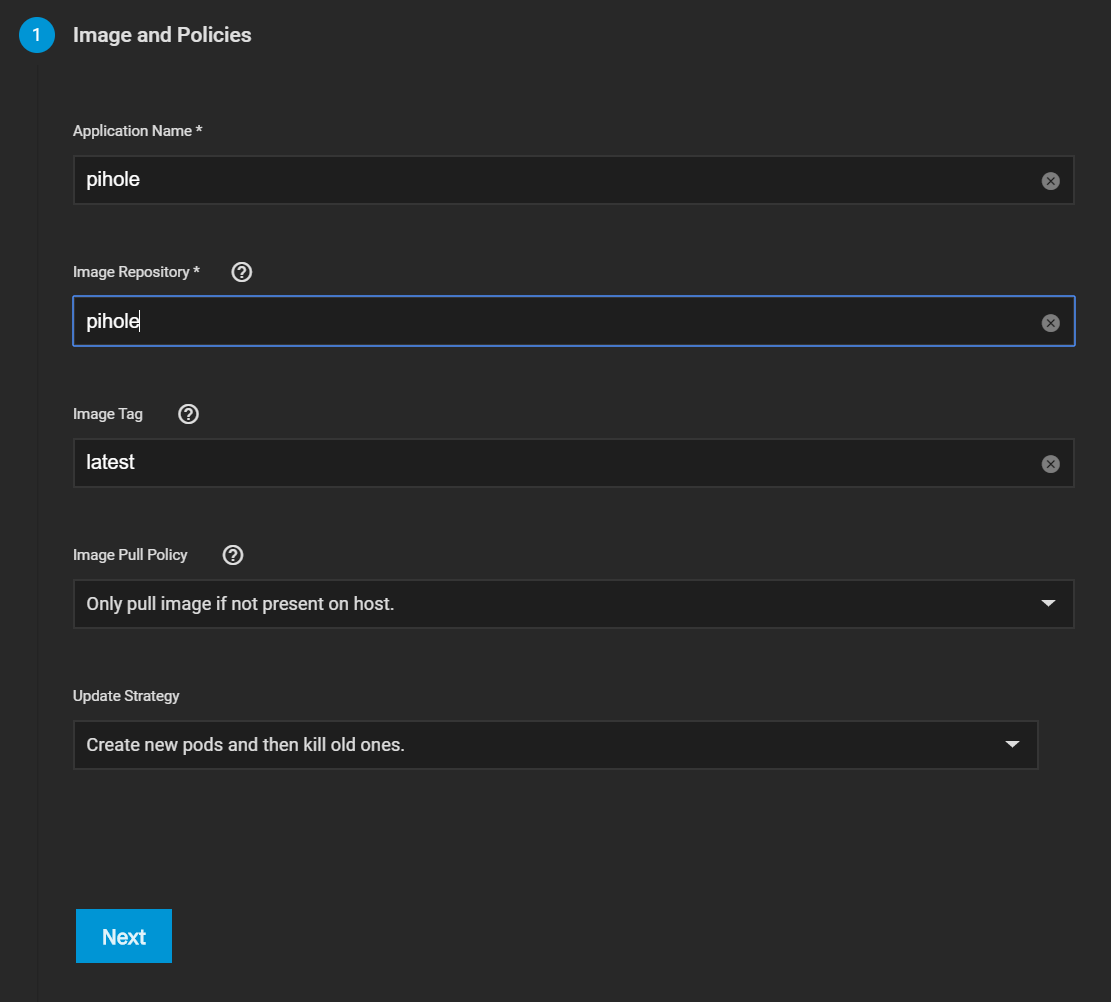 1 Image and Policies
Application Name *
pihole
Image Repository * ?
pihole
Image Tag ?
latest
Image Pull Policy ?
Only pull image if not present on host.
Update Strategy
Create new pods and then kill old ones.
Next